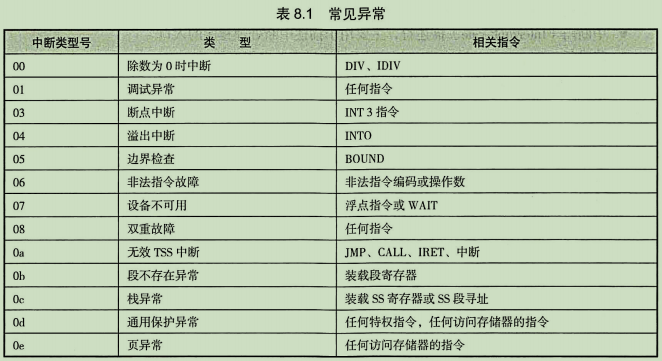 表 8.1 常见异常
中断类型号 类 型 相关指令
00 除数为 0 时中断 DIV、IDIV
01 调试异常 任何指令
03 断点中断 INT 3 指令
04 溢出中断 INTO
05 边界检查 BOUND
06 非法指令故障 非法指令编码或操作数
07 设备不可用 浮点指令或 WAIT
08 双重故障 任何指令
0a 无效 TSS 中断 JMP、CALL、IRET、中断
0b 段不存在异常 装载段寄存器
0c 栈异常 装载 SS 寄存器或 SS 段寻址
0d 通用保护异常 任何特权指令，任何访问存储器的指令
0e 页异常 任何访问存储器的指令